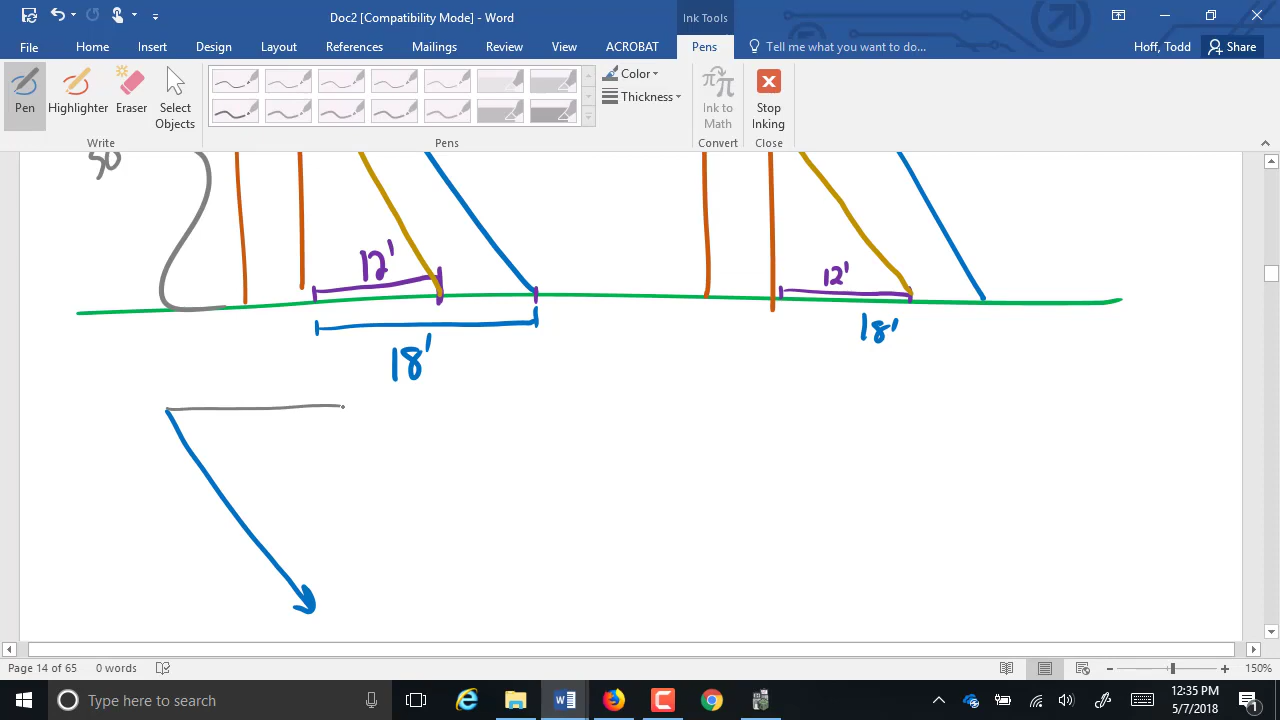 Doc2 [Compatibility Mode] - Word
Ink Tools
File Home Insert Design Layout References Mailings Review View ACROBAT Pens Tell me what you want to do... Hoff, Todd Share
Pen Highlighter Eraser Select Objects
Color
Thickness
Ink to Math
Stop Inking
Write Pens Convert Close
12' 12'
18' 18'
Page 14 of 65 0 words 150%
Type here to search
12:35 PM
5/7/2018
1